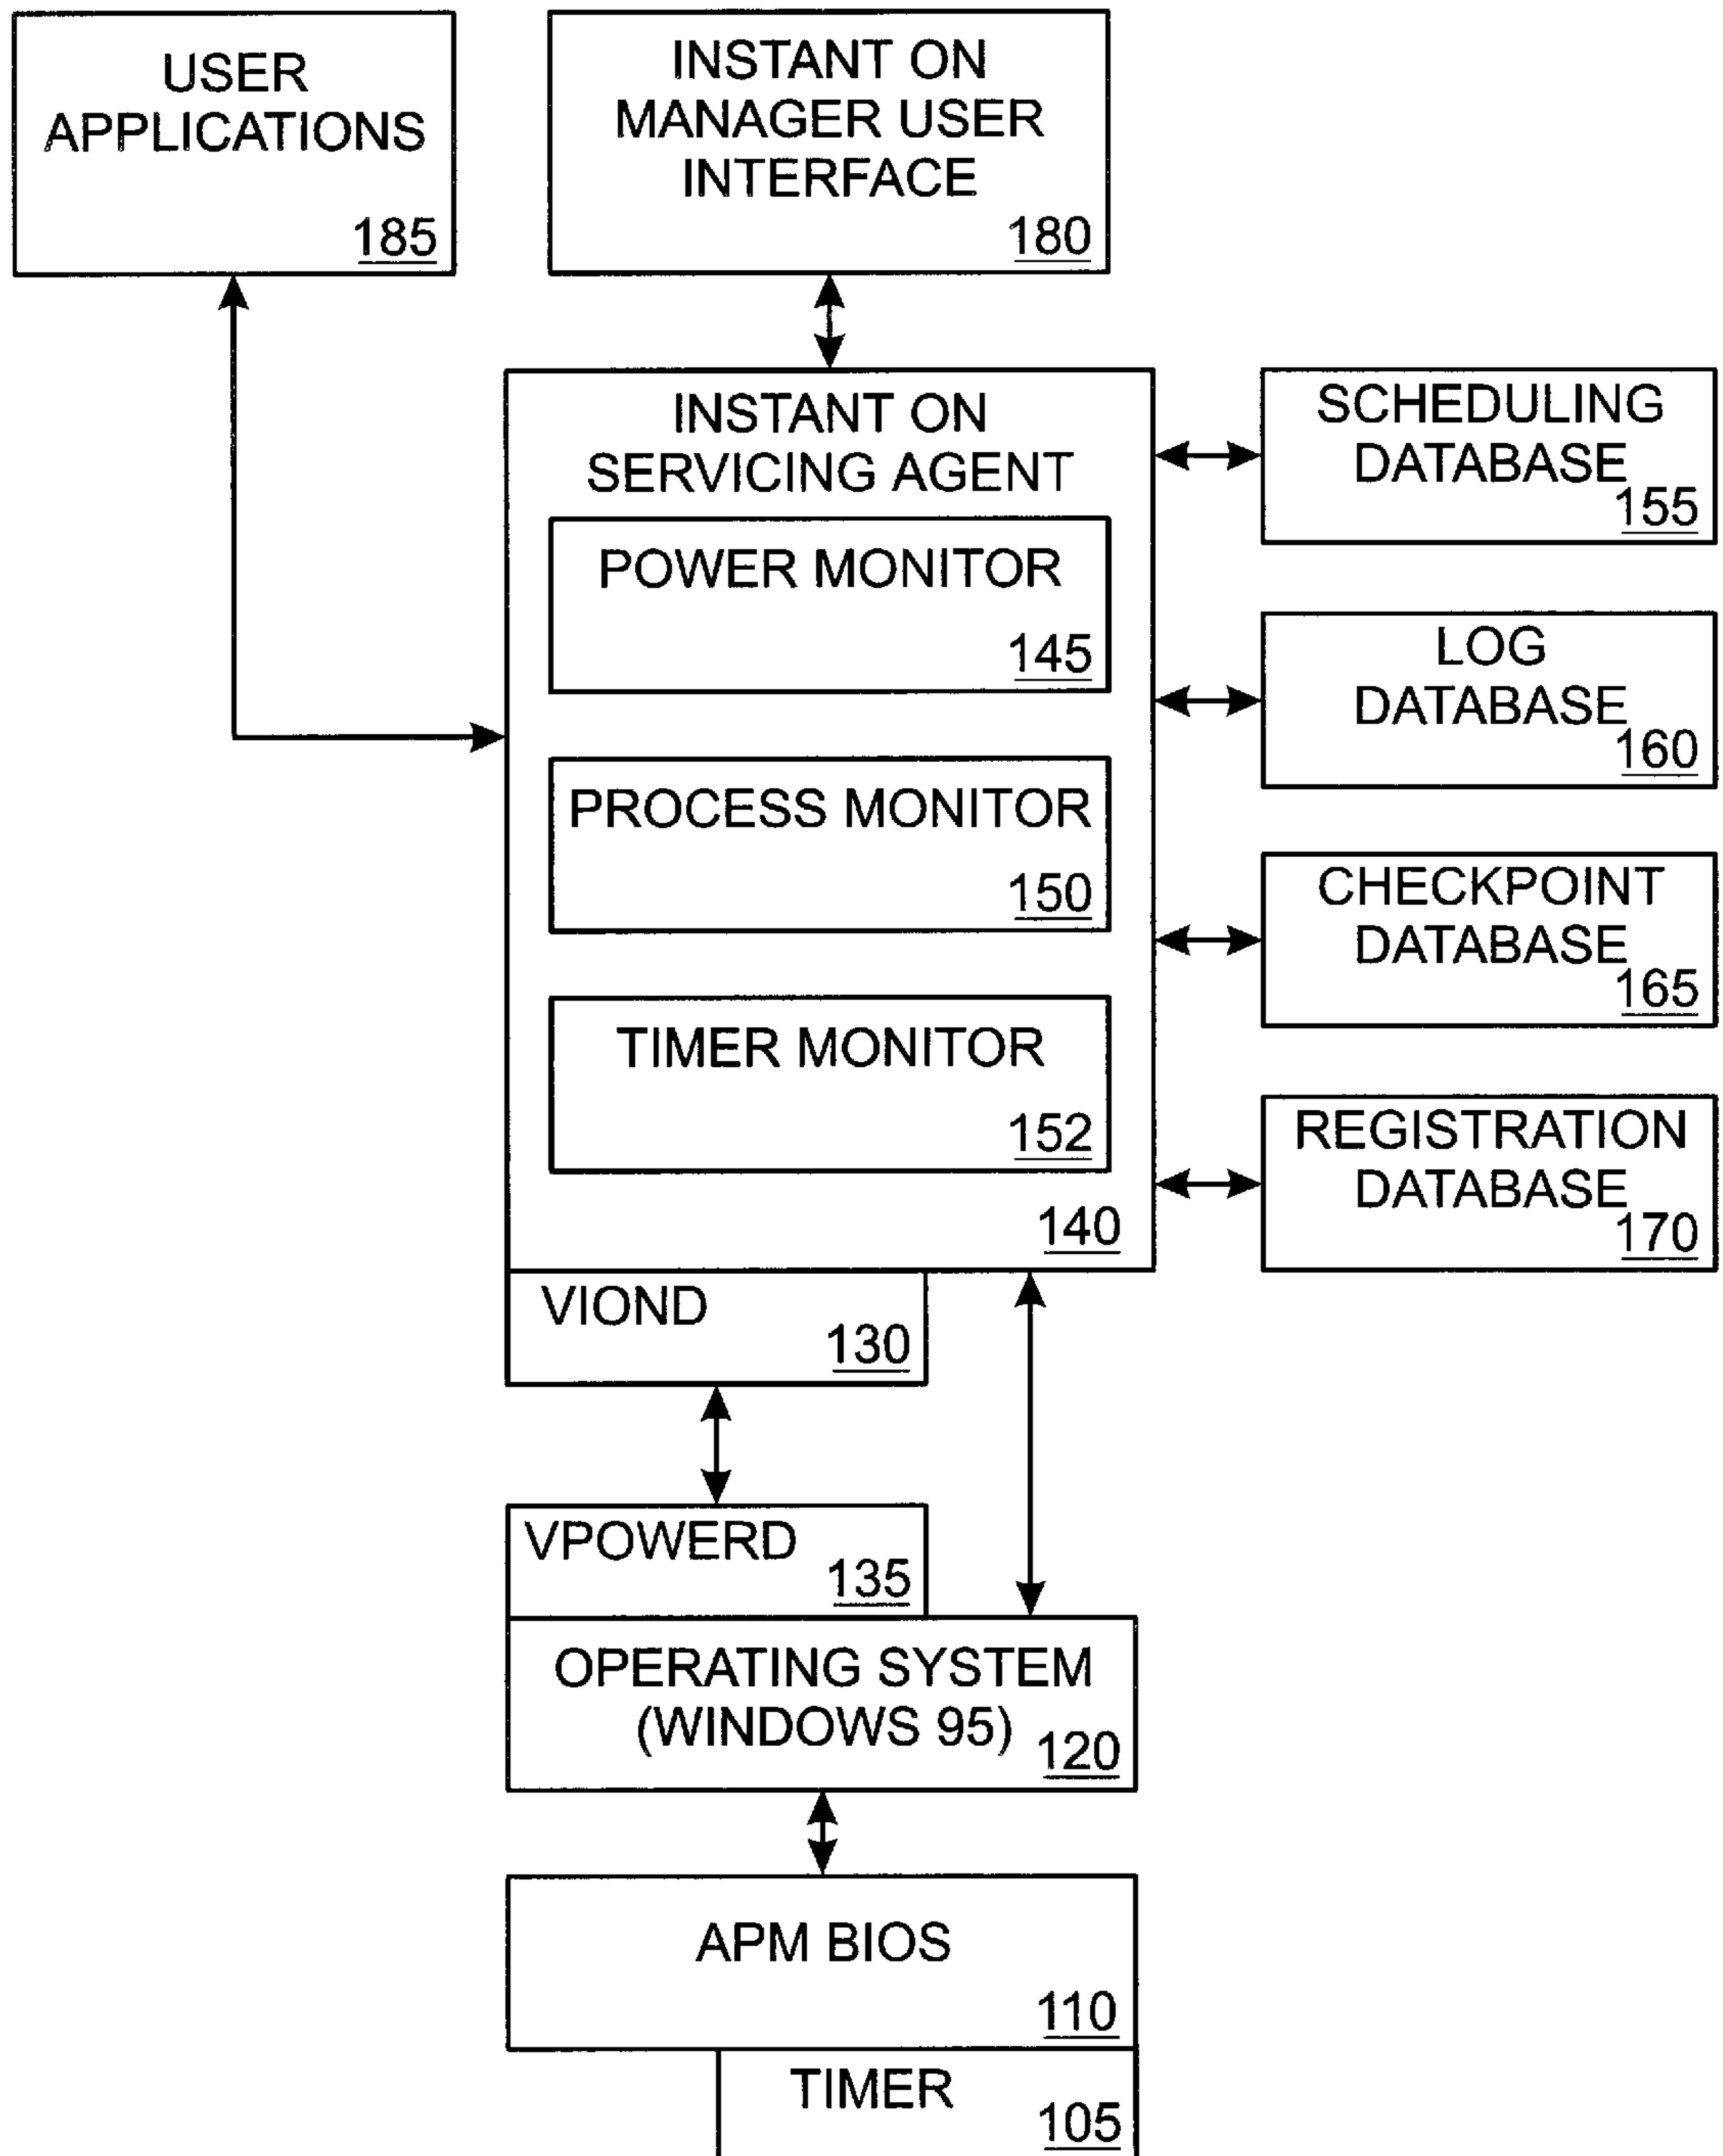 USER
APPLICATIONS
185
INSTANT ON
MANAGER USER
INTERFACE
180
INSTANT ON
SERVICING AGENT
POWER MONITOR
145
PROCESS MONITOR
150
TIMER MONITOR
152
140
SCHEDULING
DATABASE
155
LOG
DATABASE
160
CHECKPOINT
DATABASE
165
REGISTRATION
DATABASE
170
VIOND
130
VPOWERD
135
OPERATING SYSTEM
(WINDOWS 95)
120
APM BIOS
110
TIMER
105